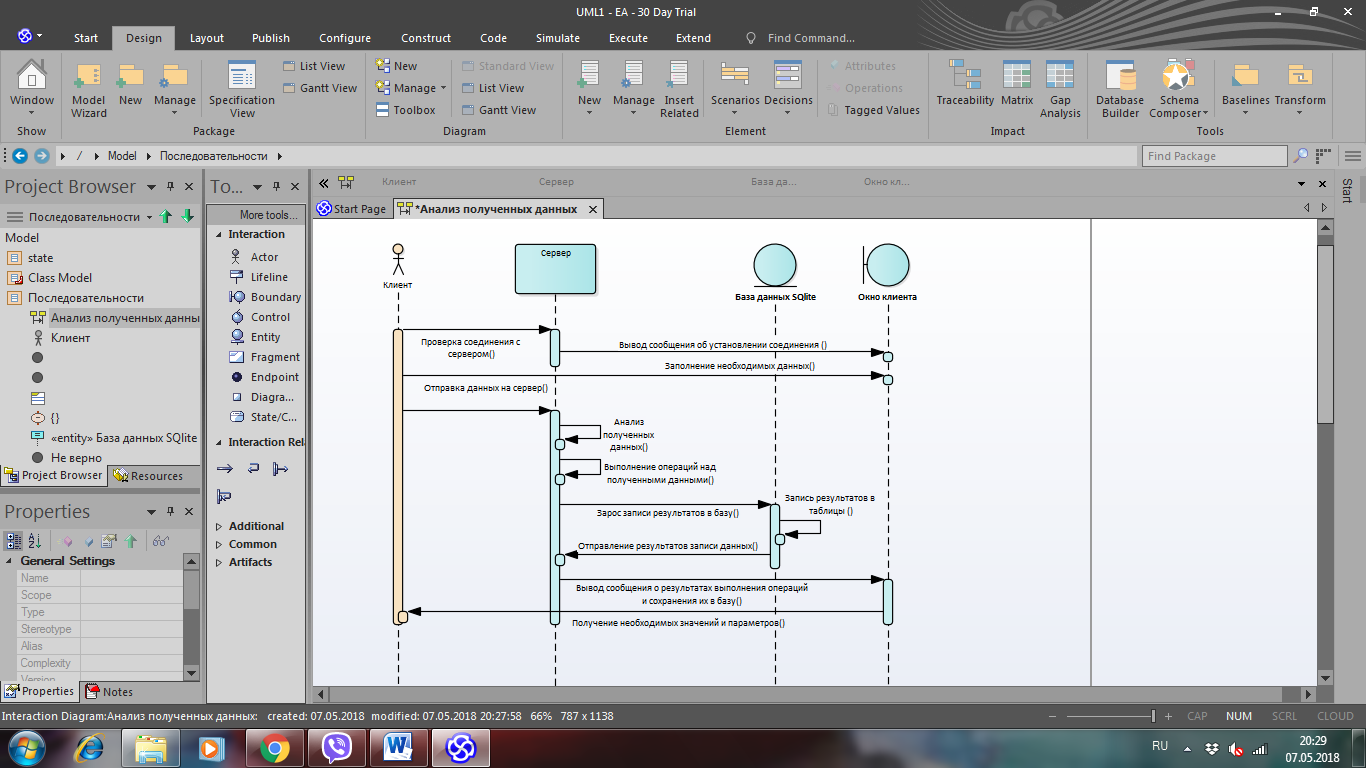 UML1 - EA - 30 Day Trial
Start Design Layout Publish Configure Construct Code Simulate Execute Extend Find Command...
Window
Show
Model Wizard New Manage Specification View List View Gantt View
Package
New Manage Toolbox Standard View List View Gantt View
Diagram
New Manage Insert Related Scenarios Decisions Attributes Operations Tagged Values
Element
Traceability Matrix Gap Analysis
Impact
Database Builder Schema Composer Baselines Transform
Tools
/ Model Последовательности Find Package
Project Browser
Последовательности
Model
state
Class Model
Последовательности
Анализ полученных данны
Клиент
{}
«entity» База данных SQlite
Не верно
Project Browser Resources
Properties
General Settings
Name
Scope
Type
Stereotype
Alias
Complexity
Version
Properties Notes
To...
More tools...
Interaction
Actor
Lifeline
Boundary
Control
Entity
Fragment
Endpoint
Diagra...
State/C...
Interaction Rela
Additional
Common
Artifacts
Клиент Сервер База да... Окно кл...
Start Page *Анализ полученных данных
Start
Клиент
Сервер
База данных SQlite
Окно клиента
Проверка соединения с
сервером()
Вывод сообщения об установлении соединения ()
Заполнение необходимых данных()
Отправка данных на сервер()
Анализ
полученных
данных()
Выполнение операций над
полученными данными()
Зарос записи результатов в базу()
Запись результатов в
таблицы ()
Отправление результатов записи данных()
Вывод сообщения о результатах выполнения операций
и сохранения их в базу()
Получение необходимых значений и параметров()
Interaction Diagram:Анализ полученных данных: created: 07.05.2018 modified: 07.05.2018 20:27:58 66% 787 x 1138 CAP NUM SCRL CLOUD
RU
20:29
07.05.2018